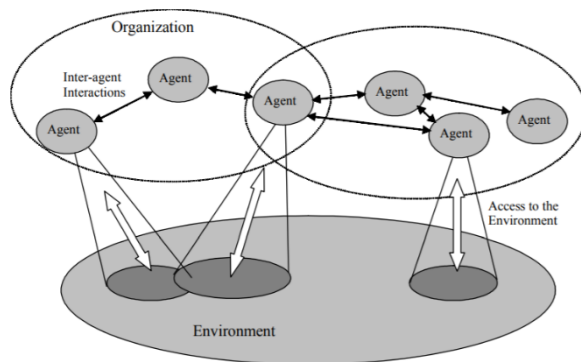 Organization
Inter-agent
Interactions
Agent
Agent
Agent
Agent
Agent
Agent
Access to the
Environment
Environment